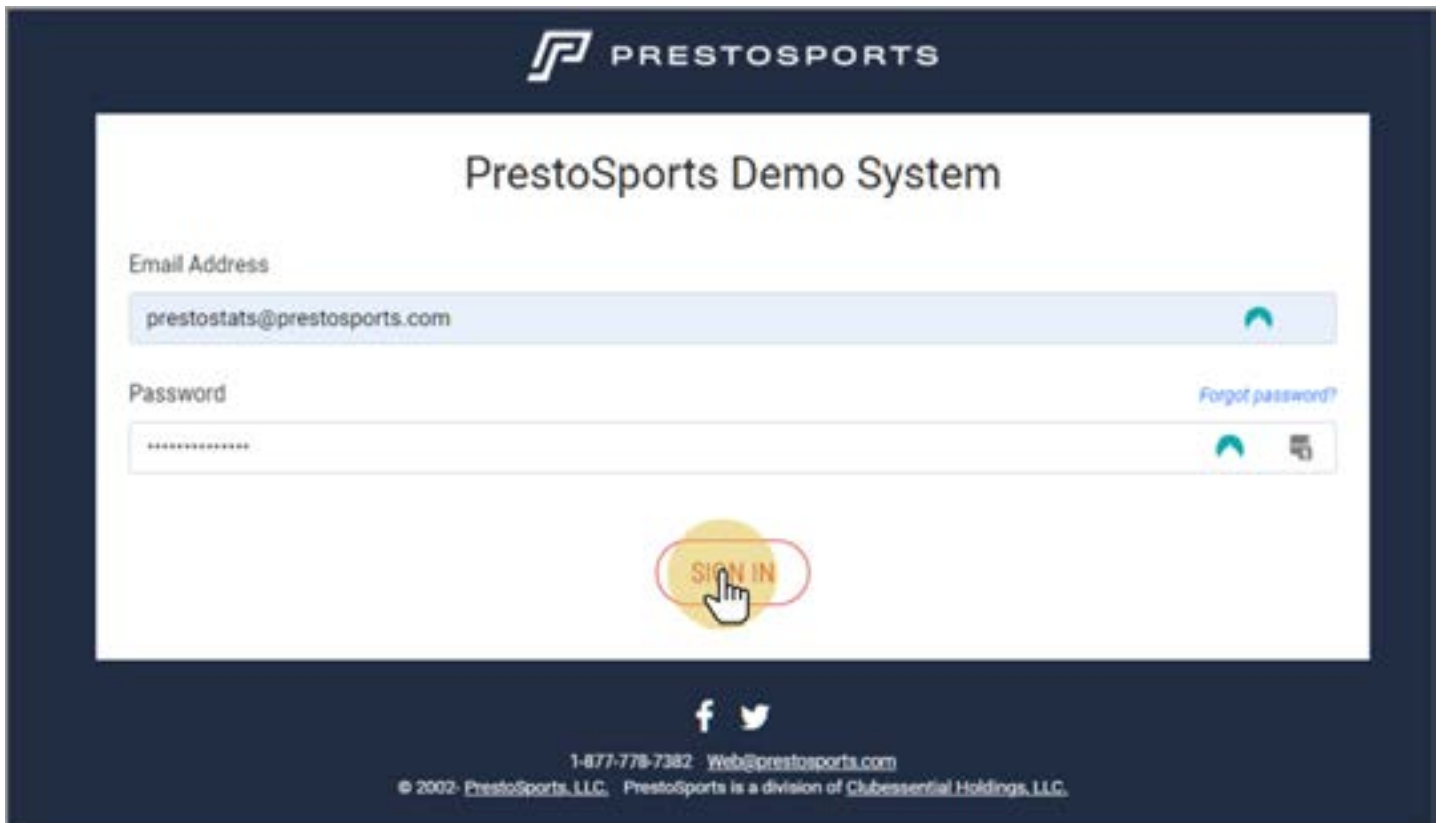 PRESTOSPORTS
PrestoSports Demo System
Email Address
prestostats@prestosports.com
Password Forgot password?
••••••••••••••
SIGN IN
1-877-778-7382 Web@prestosports.com
© 2002- PrestoSports, LLC. PrestoSports is a division of Clubessential Holdings, LLC.